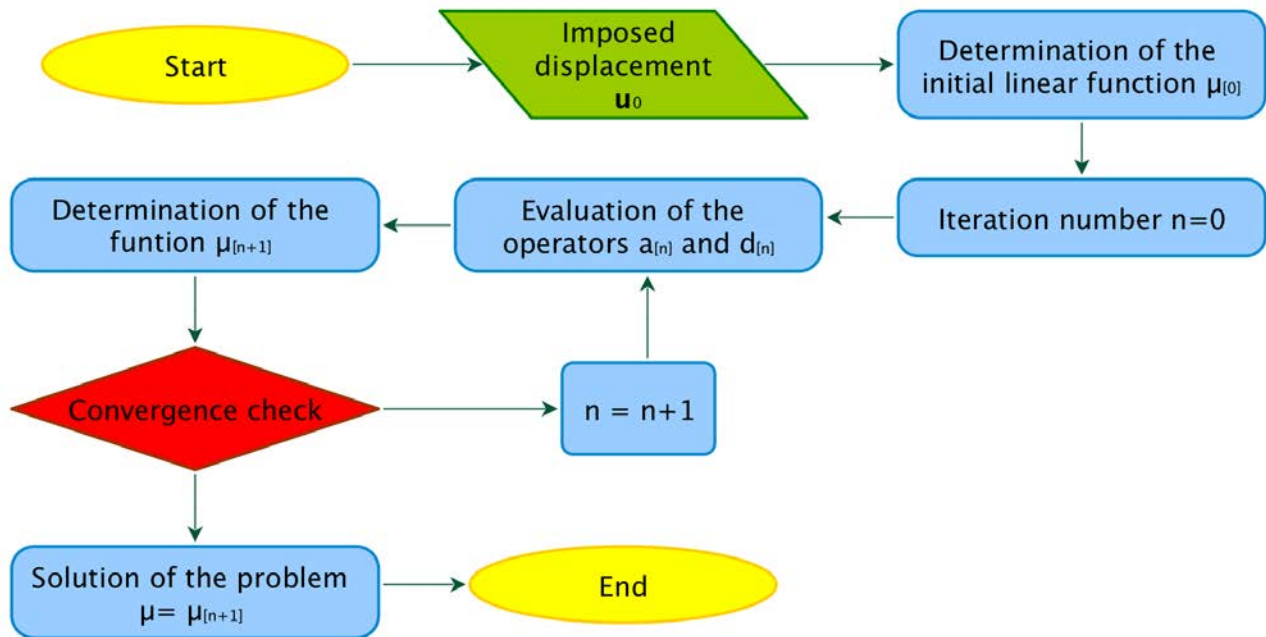 Start
Imposed
displacement
u₀
Determination of the
initial linear function μ[0]
Iteration number n=0
Evaluation of the
operators a[n] and d[n]
Determination of the
funtion μ[n+1]
Convergence check
n = n+1
Solution of the problem
μ= μ[n+1]
End